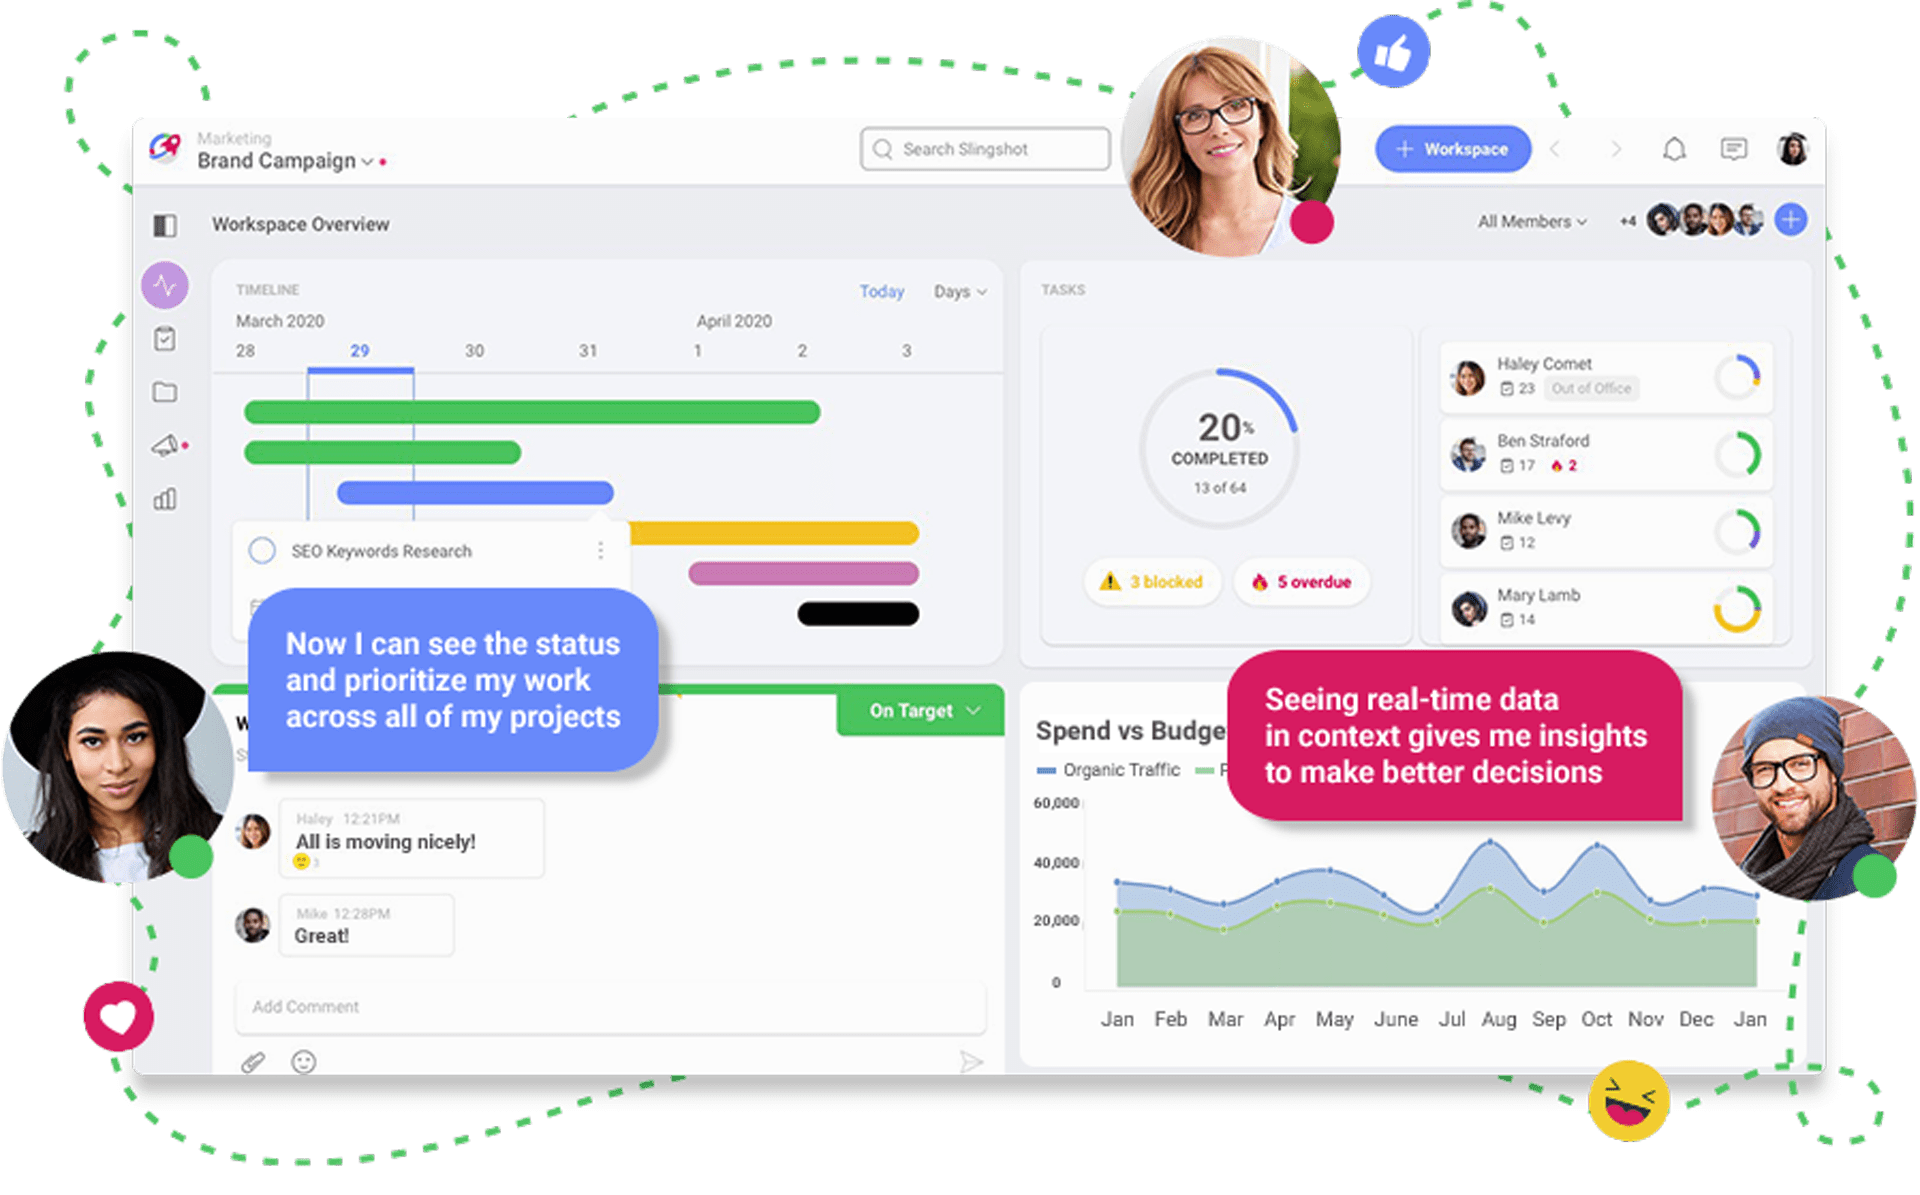 Marketing
Brand Campaign
Search Slingshot
+ Workspace
Workspace Overview
All Members
+4
TIMELINE
Today
Days
March 2020
April 2020
28 29 30 31 1 2 3
SEO Keywords Research
Now I can see the status
and prioritize my work
across all of my projects
TASKS
20%
COMPLETED
13 of 64
3 blocked
5 overdue
Haley Comet
23 Out of Office
Ben Straford
17 2
Mike Levy
12
Mary Lamb
14
On Target
Haley 12:21PM
All is moving nicely!
3
Mike 12:28PM
Great!
Add Comment
Seeing real-time data
in context gives me insights
to make better decisions
Spend vs Budge
Organic Traffic
60,000
40,000
20,000
0
Jan Feb Mar Apr May June Jul Aug Sep Oct Nov Dec Jan